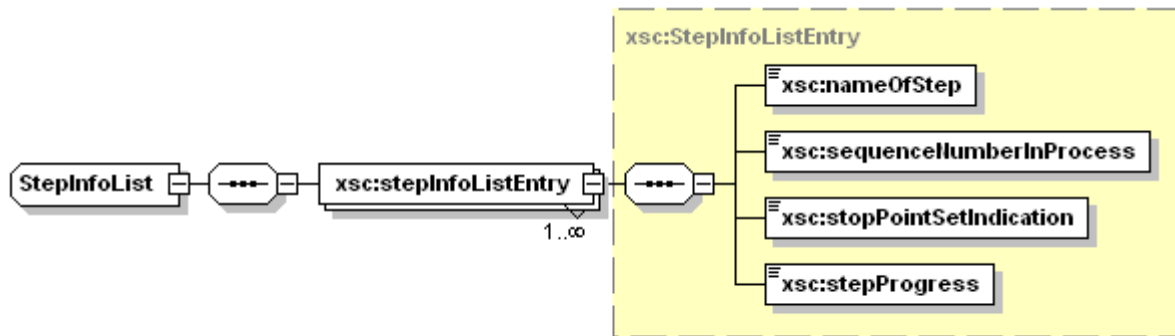 xsc:StepInfoListEntry
xsc:nameOfStep
xsc:sequenceNumberInProcess
StepInfoList
xsc:stepInfoListEntry
1..∞
xsc:stopPointSetIndication
xsc:stepProgress